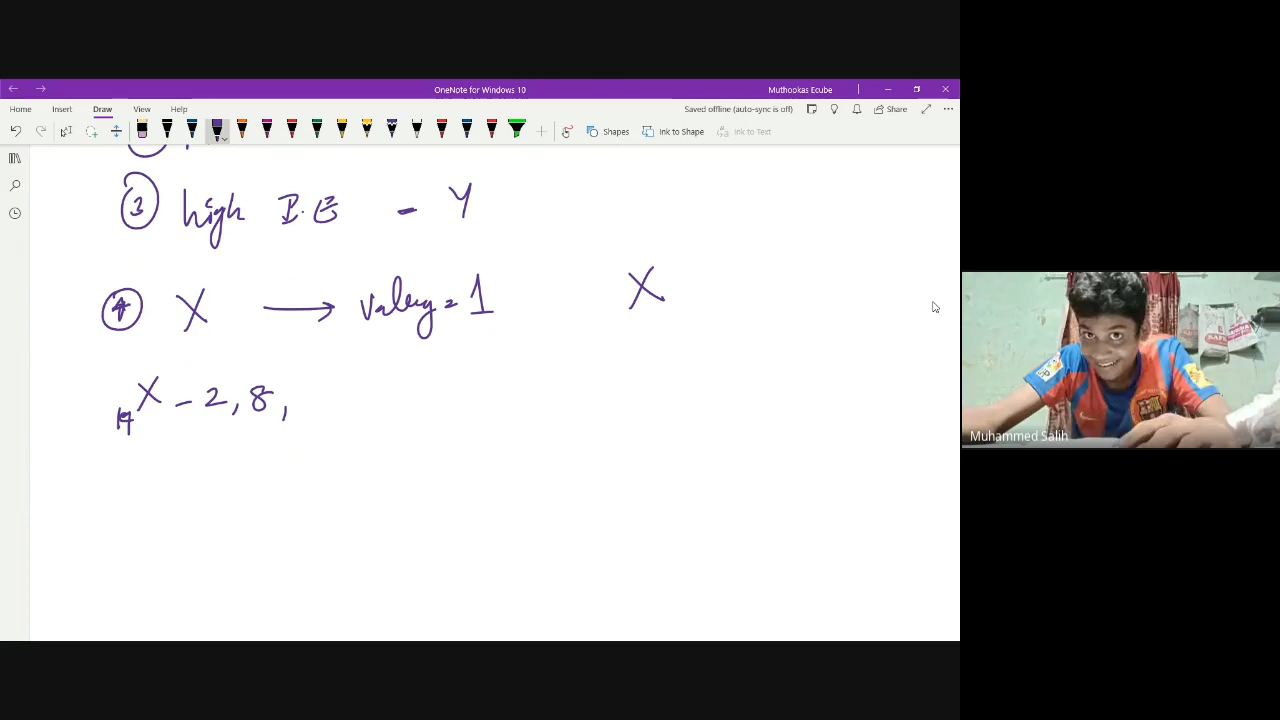 OneNote for Windows 10
Muthookas Ecube
Home Insert Draw View Help
Saved offline (auto-sync is off)
Share
Shapes
Ink to Shape
Ink to Text
3 high I.E - Y
4 X → Valency = 1 X
X - 2, 8,
Muhammed Salih